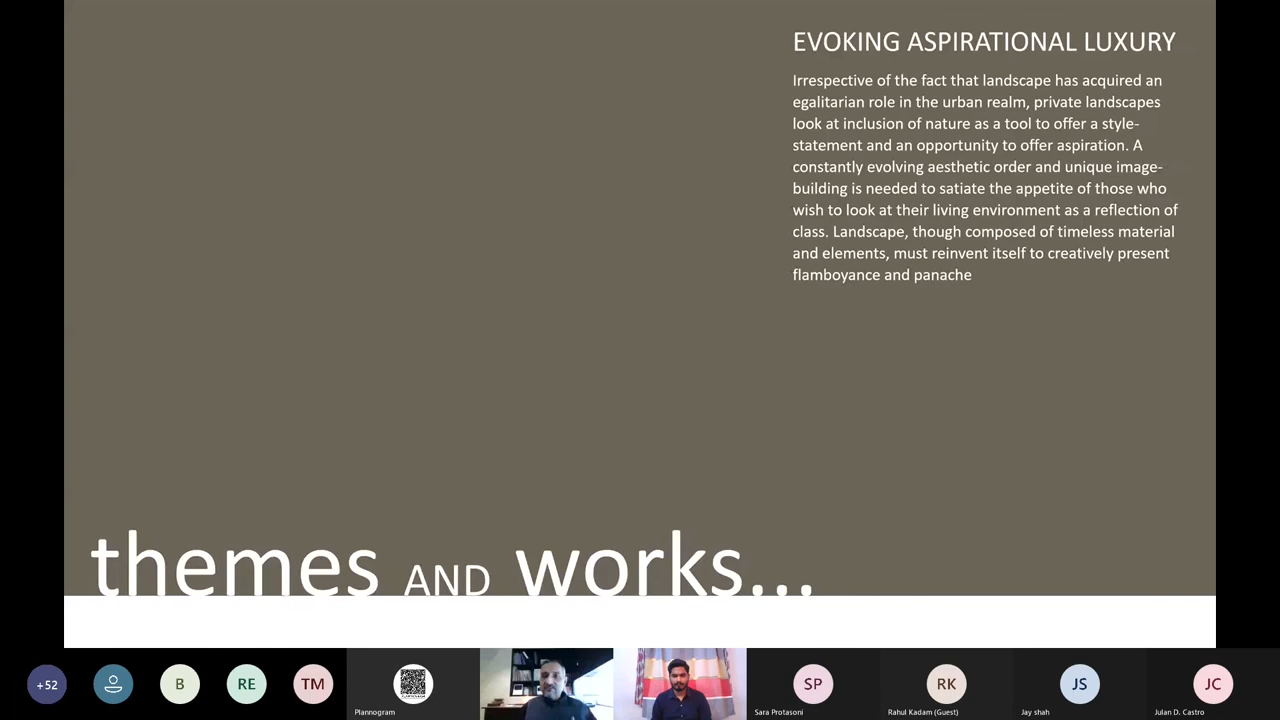 EVOKING ASPIRATIONAL LUXURY
Irrespective of the fact that landscape has acquired an
egalitarian role in the urban realm, private landscapes
look at inclusion of nature as a tool to offer a style-
statement and an opportunity to offer aspiration. A
constantly evolving aesthetic order and unique image-
building is needed to satiate the appetite of those who
wish to look at their living environment as a reflection of
class. Landscape, though composed of timeless material
and elements, must reinvent itself to creatively present
flamboyance and panache
themes AND works...
+52
B
RE
TM
SP
RK
JS
JC
Plannogram
Sara Protasoni
Rahul Kadam (Guest)
Jay shah
Julan D. Castro